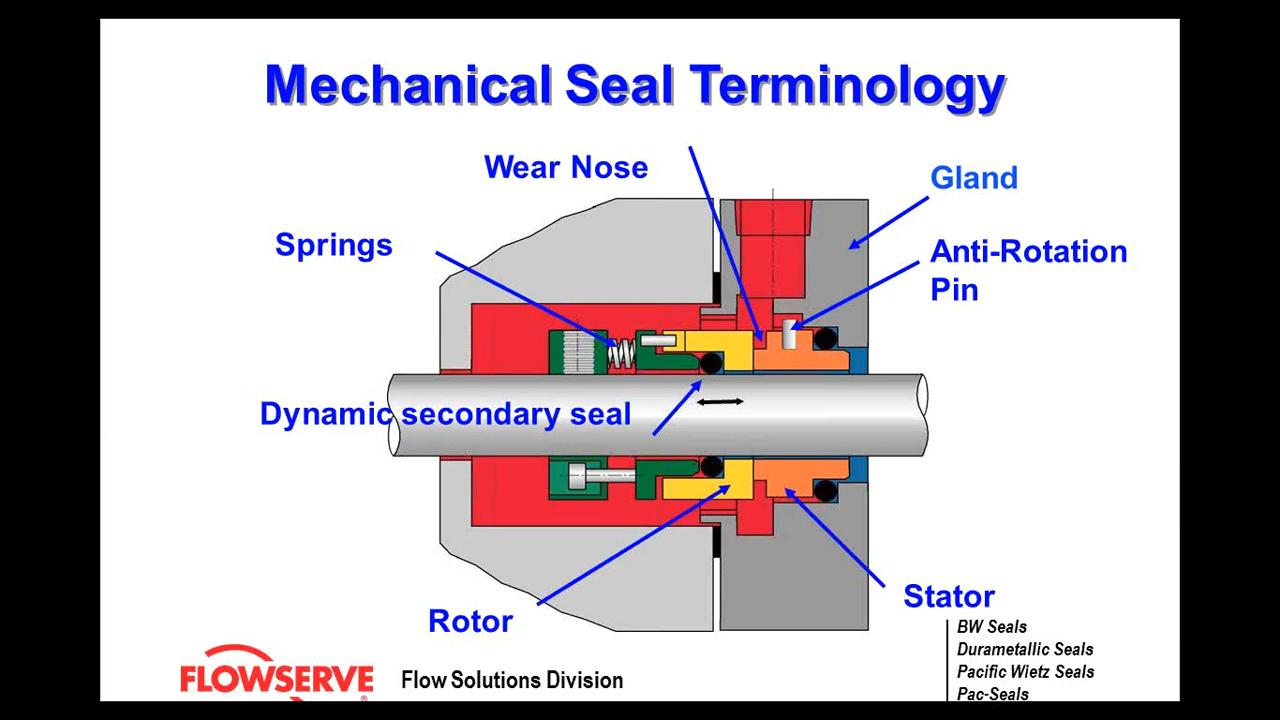 Mechanical Seal Terminology
Wear Nose
Gland
Springs
Anti-Rotation
Pin
Dynamic secondary seal
Rotor
Stator
BW Seals
Durametallic Seals
Pacific Wietz Seals
Pac-Seals
FLOWSERVE
®
Flow Solutions Division